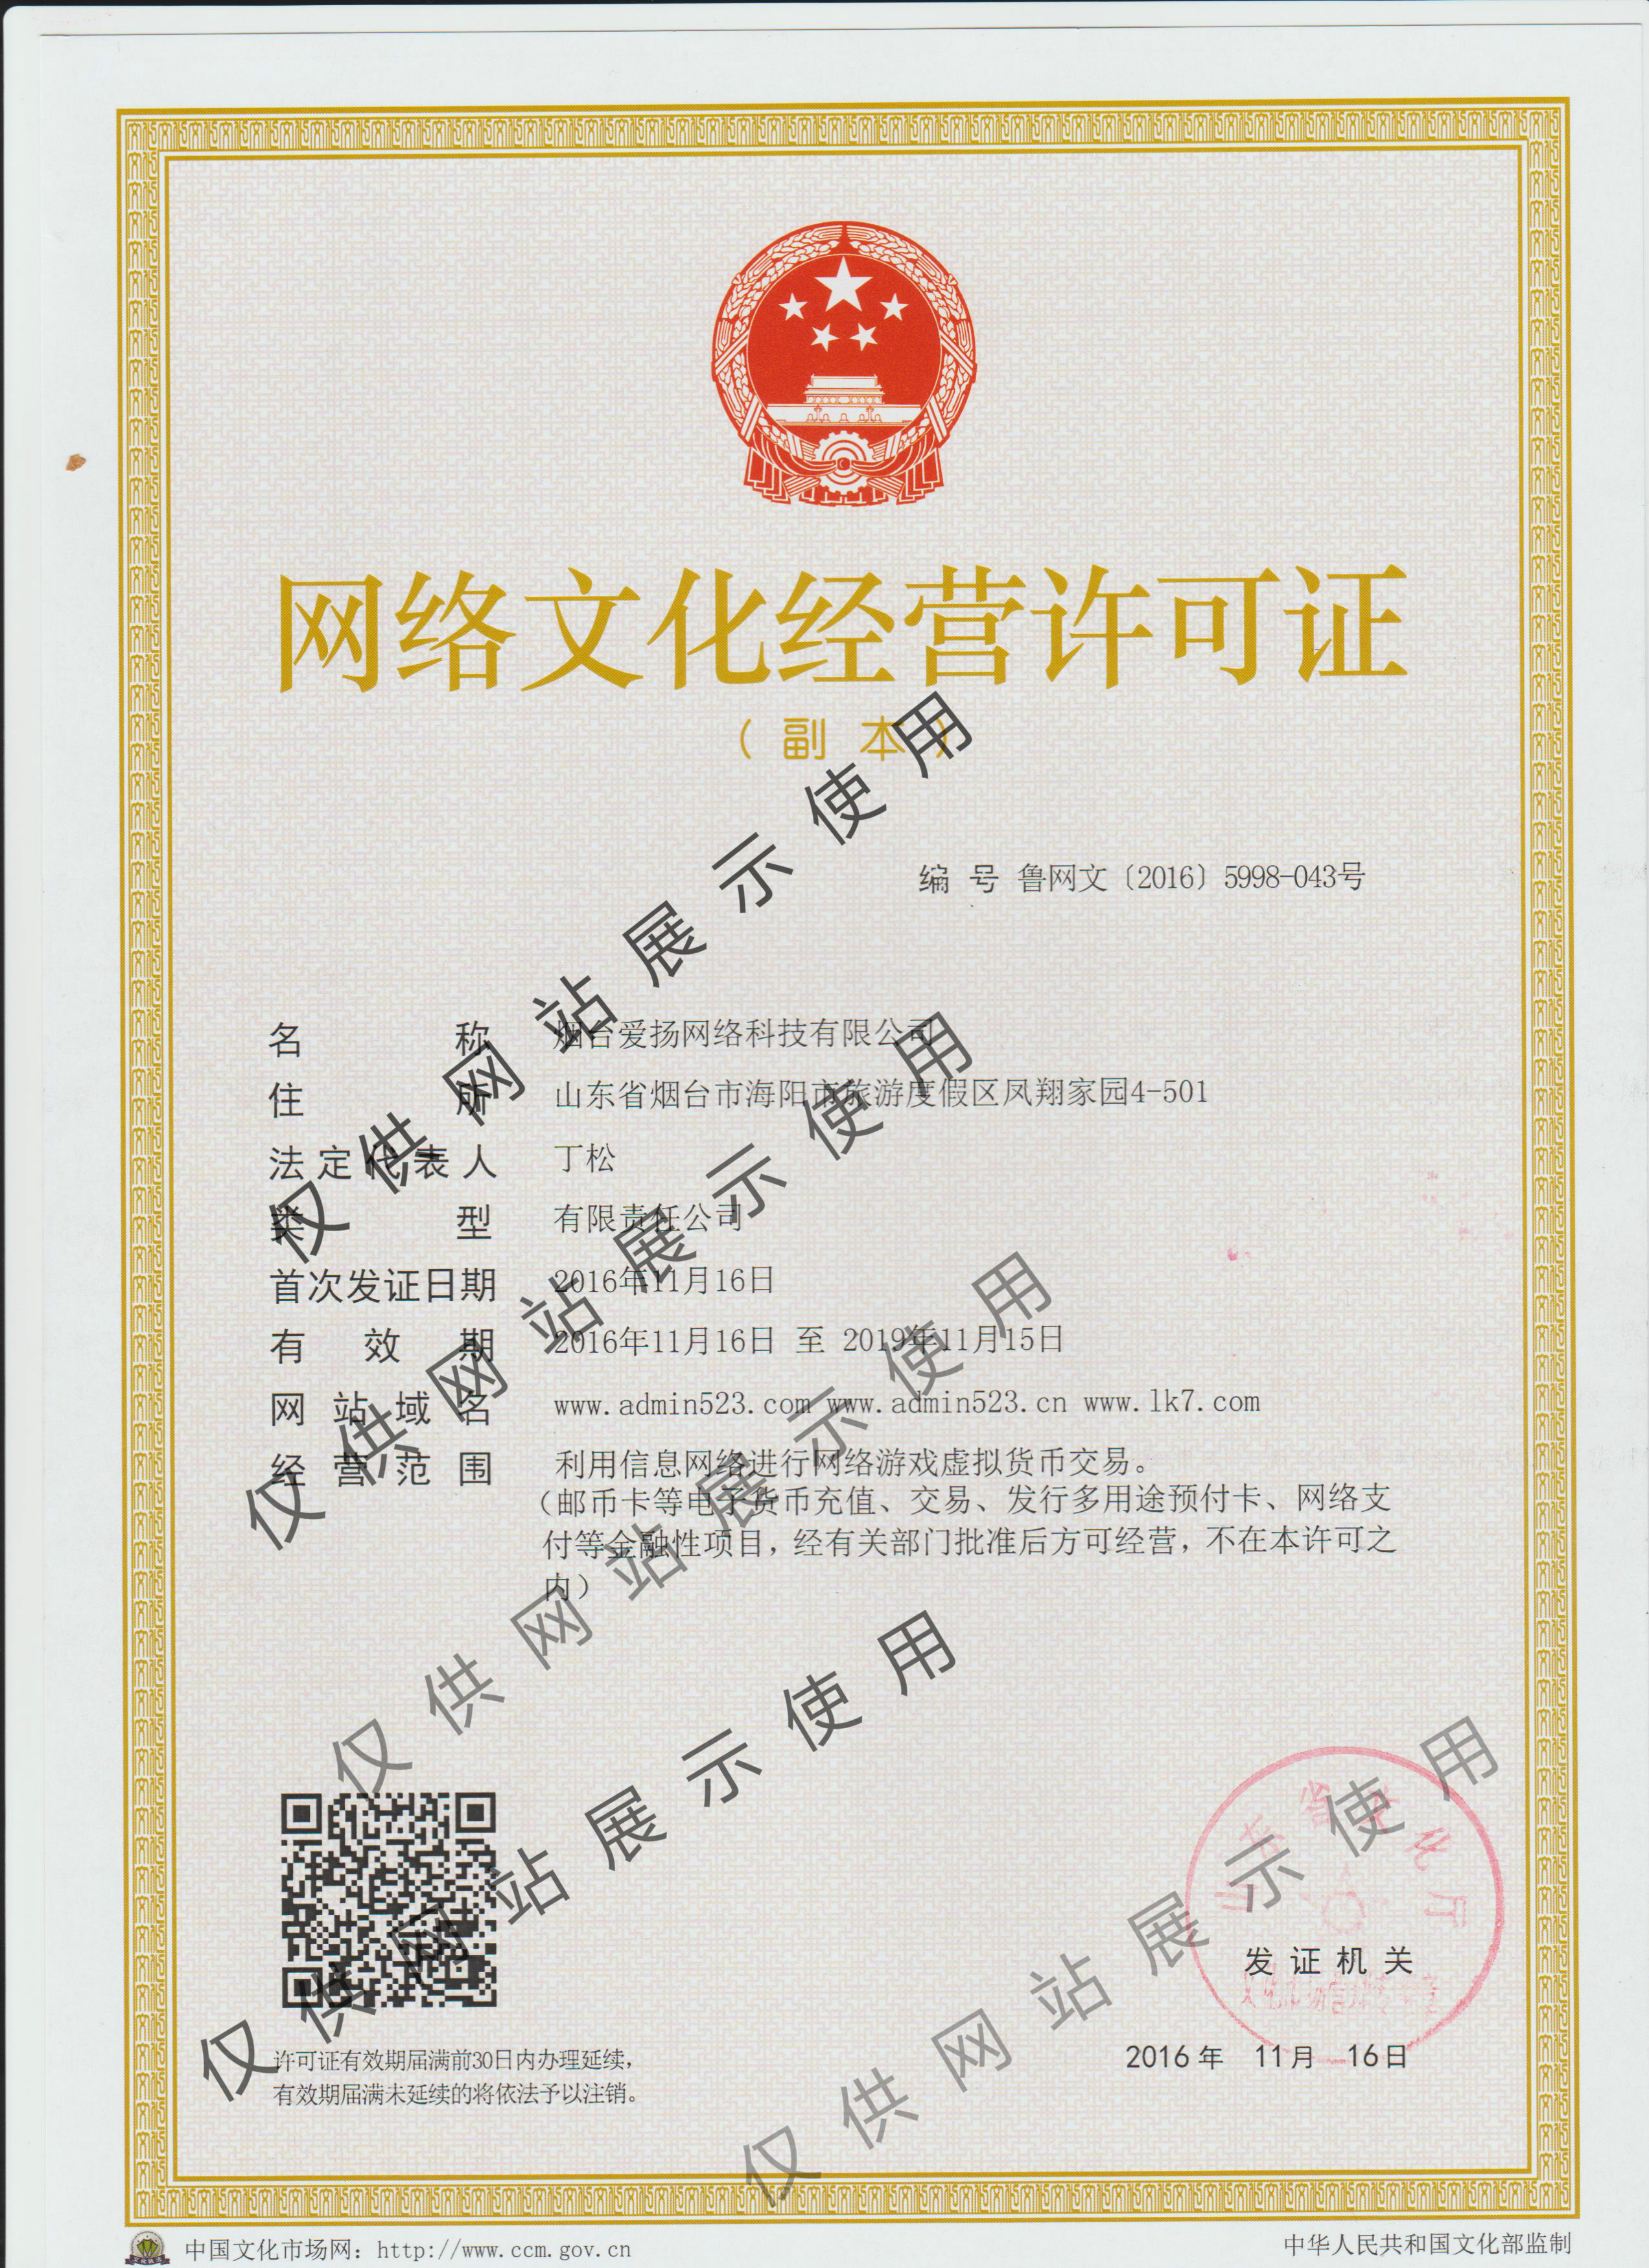 网络文化经营许可证
（副 本）
编 号 鲁网文〔2016〕5998-043号
名 称 烟台爱扬网络科技有限公司
住 所 山东省烟台市海阳市旅游度假区凤翔家园4-501
法定代表人 丁松
类 型 有限责任公司
首次发证日期 2016年11月16日
有 效 期 2016年11月16日 至 2019年11月15日
网 站 域 名 www.admin523.com www.admin523.cn www.lk7.com
经 营 范 围 利用信息网络进行网络游戏虚拟货币交易。
（邮币卡等电子货币充值、交易、发行多用途预付卡、网络支
付等金融性项目，经有关部门批准后方可经营，不在本许可之
内）
仅供网站展示使用
仅供网站展示使用
仅供网站展示使用
仅供网站展示使用
仅供网站展示使用
山东省文化厅
发 证 机 关
2016 年 11 月 16 日
许可证有效期届满前30日内办理延续，
有效期届满未延续的将依法予以注销。
中国文化市场网：http://www.ccm.gov.cn
中华人民共和国文化部监制